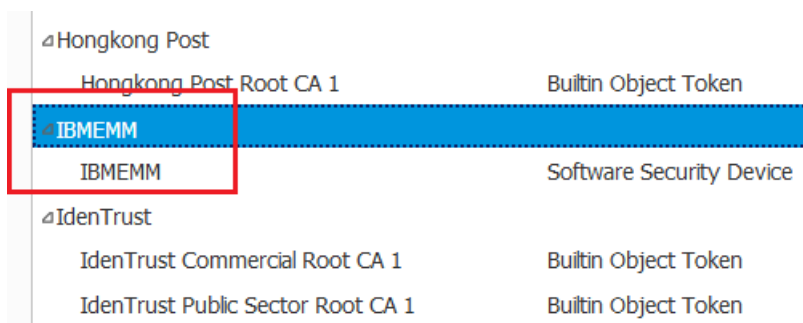 Hongkong Post
Hongkong Post Root CA 1 Builtin Object Token
IBMEMM
IBMEMM Software Security Device
IdenTrust
IdenTrust Commercial Root CA 1 Builtin Object Token
IdenTrust Public Sector Root CA 1 Builtin Object Token